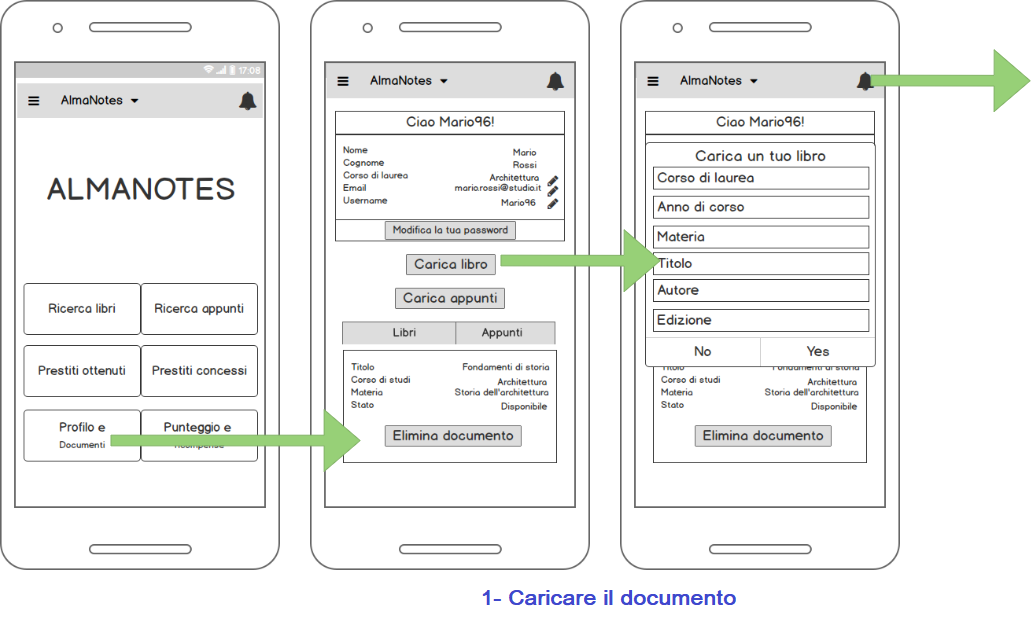 17:08
AlmaNotes
ALMANOTES
Ricerca libri
Ricerca appunti
Prestiti ottenuti
Prestiti concessi
Profilo e
Documenti
Punteggio e
AlmaNotes
Ciao Mario96!
Nome Mario
Cognome Rossi
Corso di laurea Architettura
Email mario.rossi@studio.it
Username Mario96
Modifica la tua password
Carica libro
Carica appunti
Libri Appunti
Titolo Fondamenti di storia
Corso di studi Architettura
Materia Storia dell'architettura
Stato Disponibile
Elimina documento
AlmaNotes
Ciao Mario96!
Carica un tuo libro
Corso di laurea
Anno di corso
Materia
Titolo
Autore
Edizione
No Yes
Titolo Fondamenti di storia
Corso di studi Architettura
Materia Storia dell'architettura
Stato Disponibile
Elimina documento
1- Caricare il documento